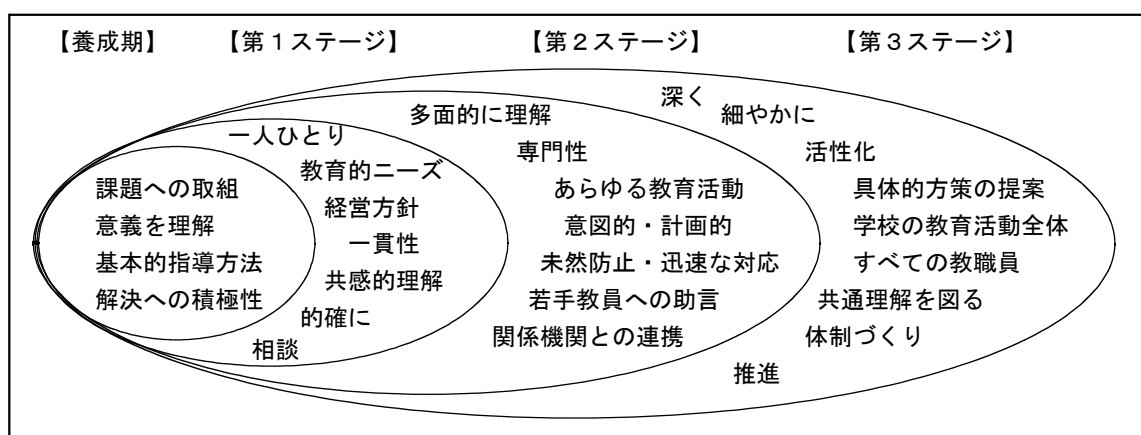 【養成期】
【第１ステージ】
【第２ステージ】
【第３ステージ】
課題への取組
意義を理解
基本的指導方法
解決への積極性
一人ひとり
教育的ニーズ
経営方針
一貫性
共感的理解
的確に
相談
多面的に理解
専門性
あらゆる教育活動
意図的・計画的
未然防止・迅速な対応
若手教員への助言
関係機関との連携
深く
細やかに
活性化
具体的方策の提案
学校の教育活動全体
すべての教職員
共通理解を図る
体制づくり
推進